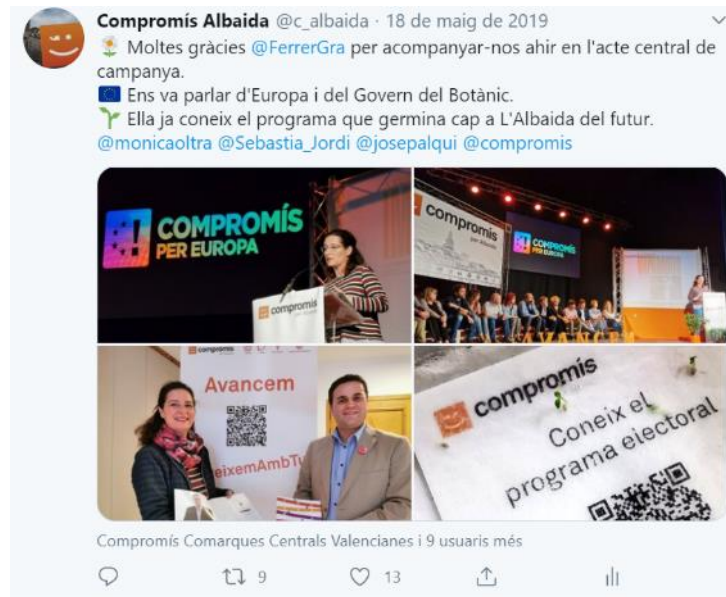 Compromís Albaida @c_albaida · 18 de maig de 2019
Moltes gràcies @FerrerGra per acompanyar-nos ahir en l'acte central de
campanya.
Ens va parlar d'Europa i del Govern del Botànic.
Ella ja coneix el programa que germina cap a L'Albaida del futur.
@monicaoltra @Sebastia_Jordi @josepalqui @compromis
COMPROMÍS
PER EUROPA
compromís
compromís
per Albaida
COMPROMÍS
PER EUROPA
AVANCEM
compromís
Avancem
eixemAmbTu
compromís
Coneix el
programa electoral
Compromís Comarques Centrals Valencianes i 9 usuaris més
9
13